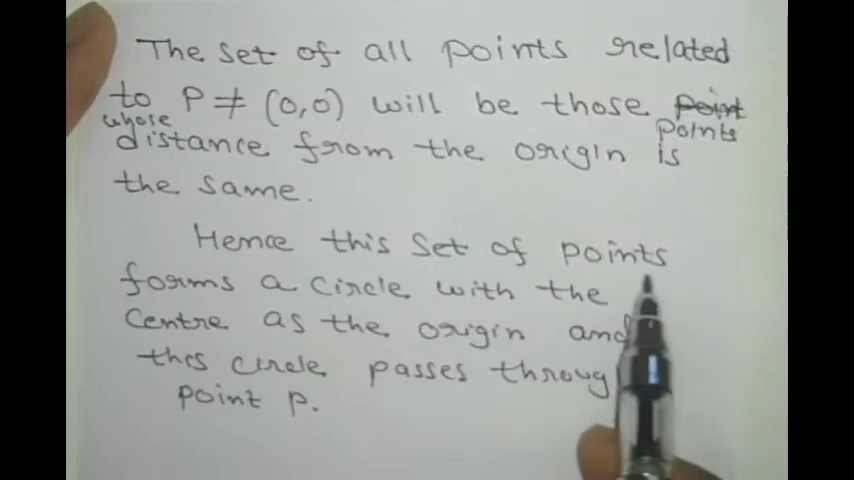 The set of all points related
to P ≠ (0,0) will be those points
whose distance from the origin is
the same.
Hence this set of points
forms a circle with the
Centre as the origin and
this circle passes throug
point P.